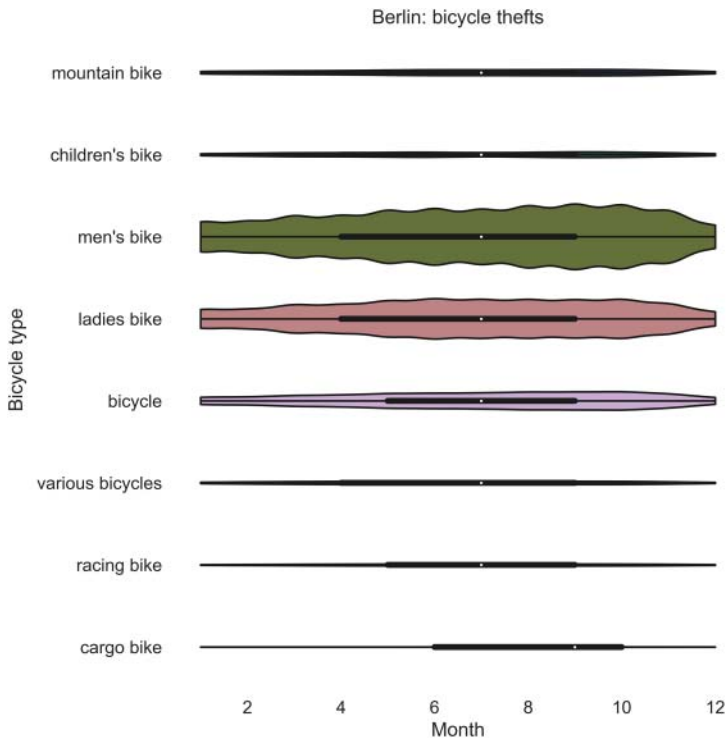 Berlin: bicycle thefts
mountain bike
children's bike
men's bike
ladies bike
bicycle
various bicycles
racing bike
cargo bike
Bicycle type
2 4 6 8 10 12
Month